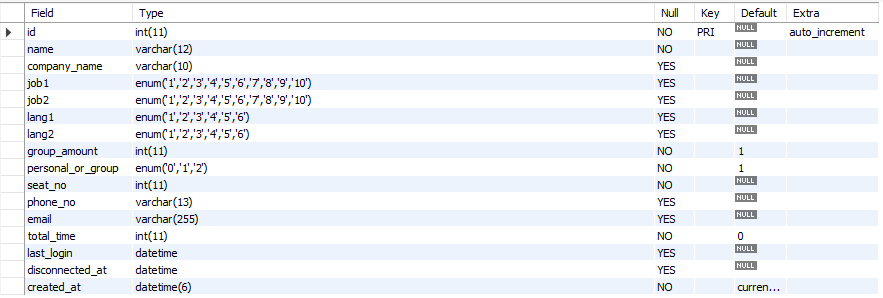 Field Type Null Key Default Extra
id int(11) NO PRI NULL auto_increment
name varchar(12) NO NULL
company_name varchar(10) YES NULL
job1 enum('1','2','3','4','5','6','7','8','9','10') YES NULL
job2 enum('1','2','3','4','5','6','7','8','9','10') YES NULL
lang1 enum('1','2','3','4','5','6') YES NULL
lang2 enum('1','2','3','4','5','6') YES NULL
group_amount int(11) NO 1
personal_or_group enum('0','1','2') NO 1
seat_no int(11) NO NULL
phone_no varchar(13) YES NULL
email varchar(255) YES NULL
total_time int(11) NO 0
last_login datetime YES NULL
disconnected_at datetime YES NULL
created_at datetime(6) NO curren...